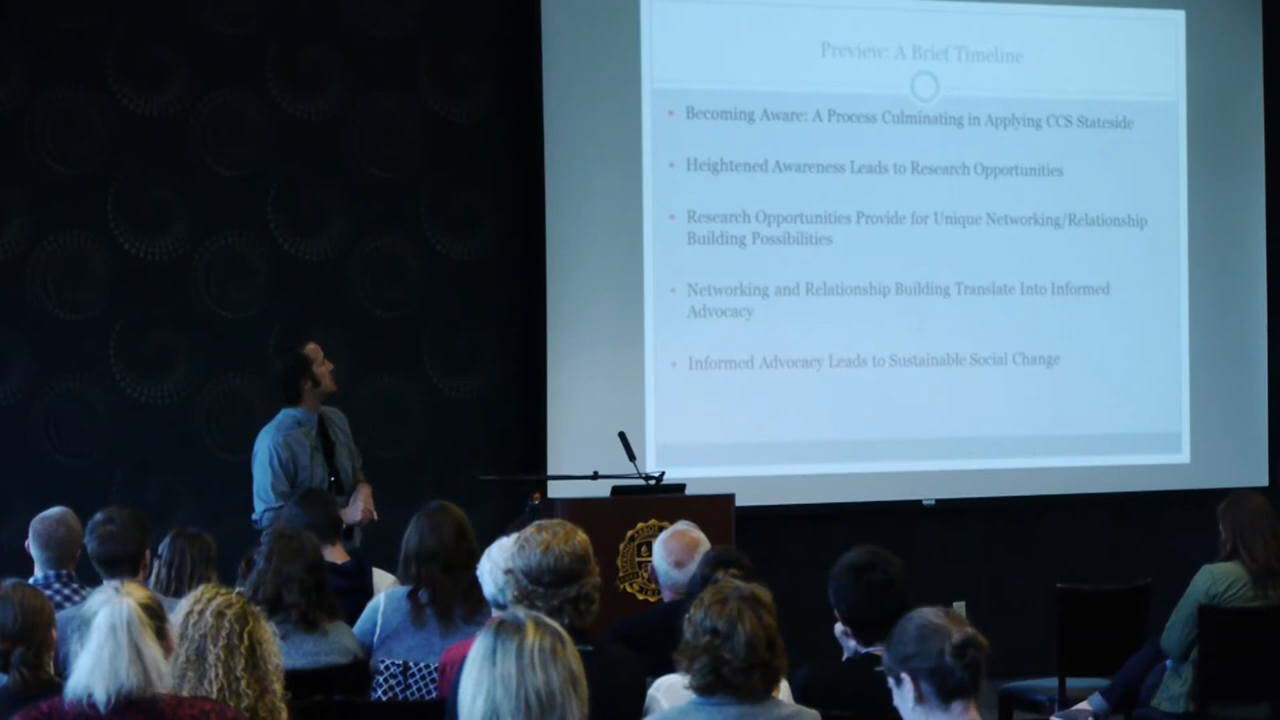 Preview: A Brief Timeline
Becoming Aware: A Process Culminating in Applying CCS Stateside
Heightened Awareness Leads to Research Opportunities
Research Opportunities Provide for Unique Networking/Relationship
Building Possibilities
Networking and Relationship Building Translate Into Informed
Advocacy
Informed Advocacy Leads to Sustainable Social Change